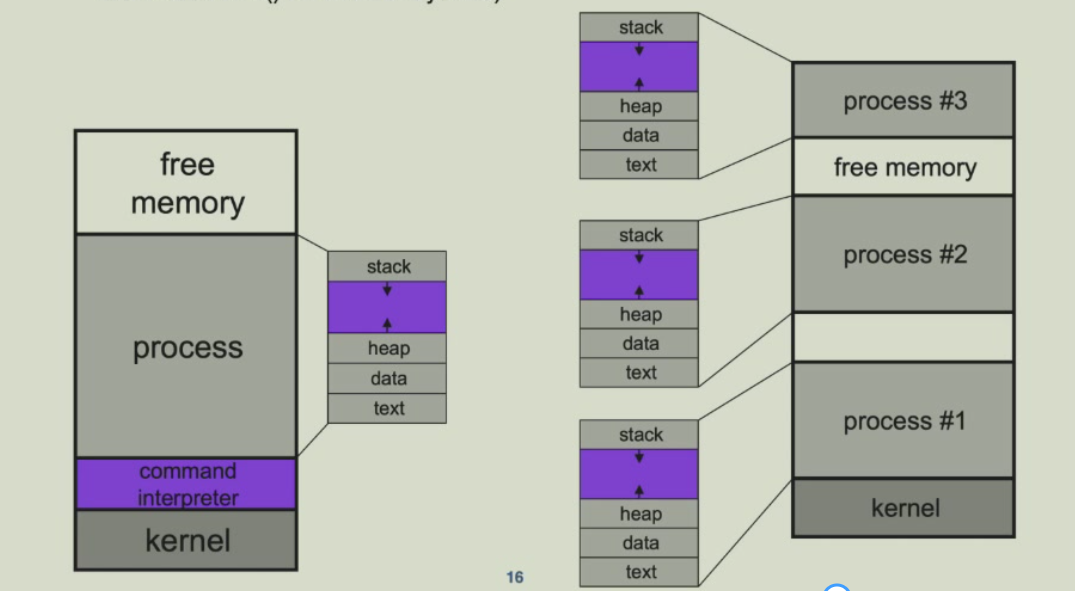 free
memory
process
command
interpreter
kernel
stack
heap
data
text
stack
heap
data
text
stack
heap
data
text
stack
heap
data
text
process #3
free memory
process #2
process #1
kernel
16